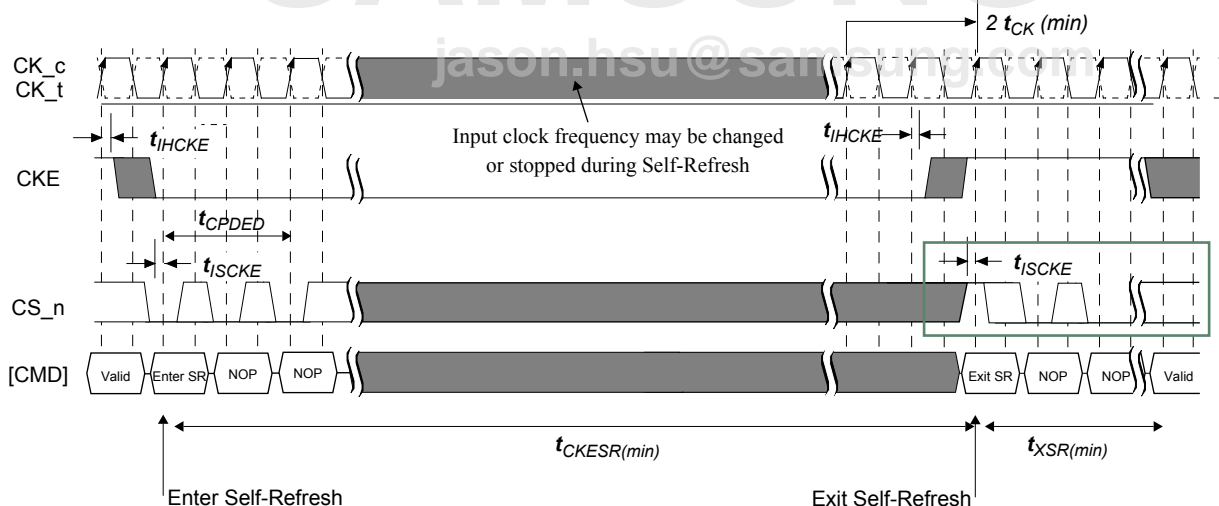 SAMSUNG
2 tCK (min)
jason.hsu@samsung.com
CK_c
CK_t
tIHCKE
Input clock frequency may be changed
or stopped during Self-Refresh
tIHCKE
CKE
tCPDED
tISCKE
tISCKE
CS_n
[CMD]
Valid
Enter SR
NOP
NOP
Exit SR
NOP
NOP
Valid
tCKESR(min)
tXSR(min)
Enter Self-Refresh
Exit Self-Refresh